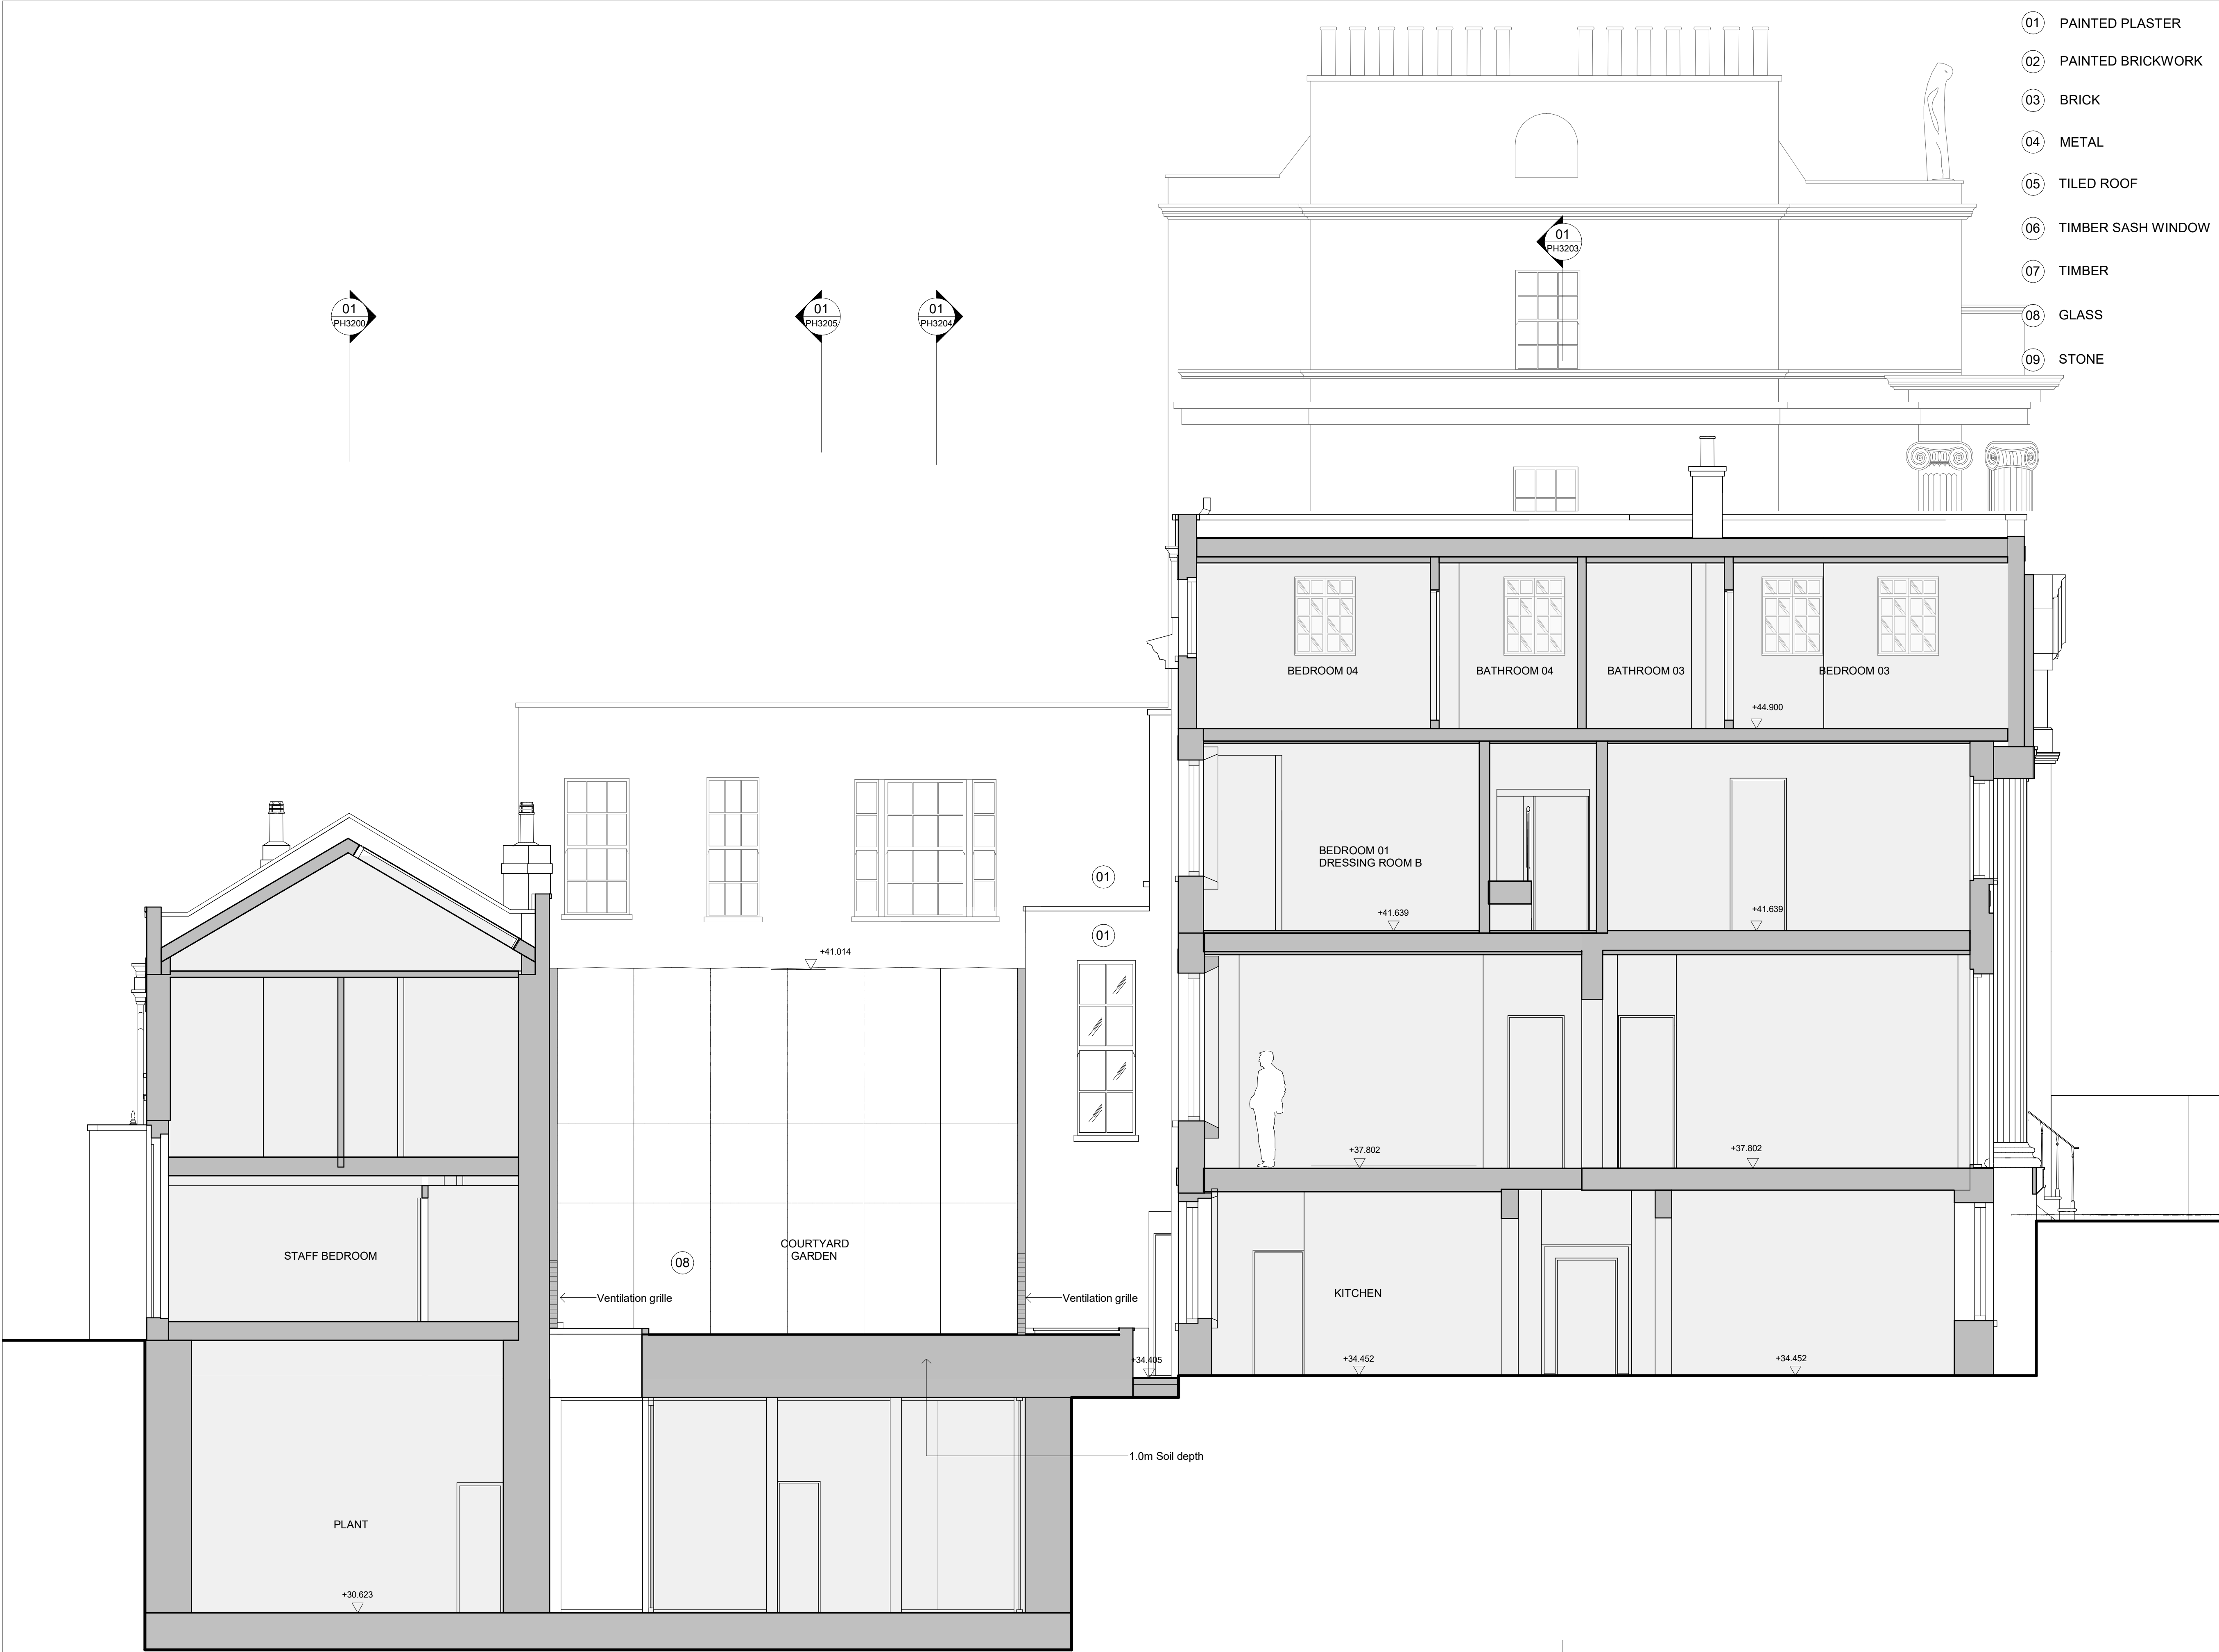 01 PAINTED PLASTER
02 PAINTED BRICKWORK
03 BRICK
04 METAL
05 TILED ROOF
06 TIMBER SASH WINDOW
07 TIMBER
08 GLASS
09 STONE
01
PH3203
01
PH3200
01
PH3205
01
PH3204
BEDROOM 04
BATHROOM 04
BATHROOM 03
BEDROOM 03
+44.900
BEDROOM 01
DRESSING ROOM B
01
+41.639
+41.639
01
+41.014
+37.802
+37.802
STAFF BEDROOM
COURTYARD
GARDEN
08
Ventilation grille
Ventilation grille
KITCHEN
+34.405
+34.452
+34.452
1.0m Soil depth
PLANT
+30.623